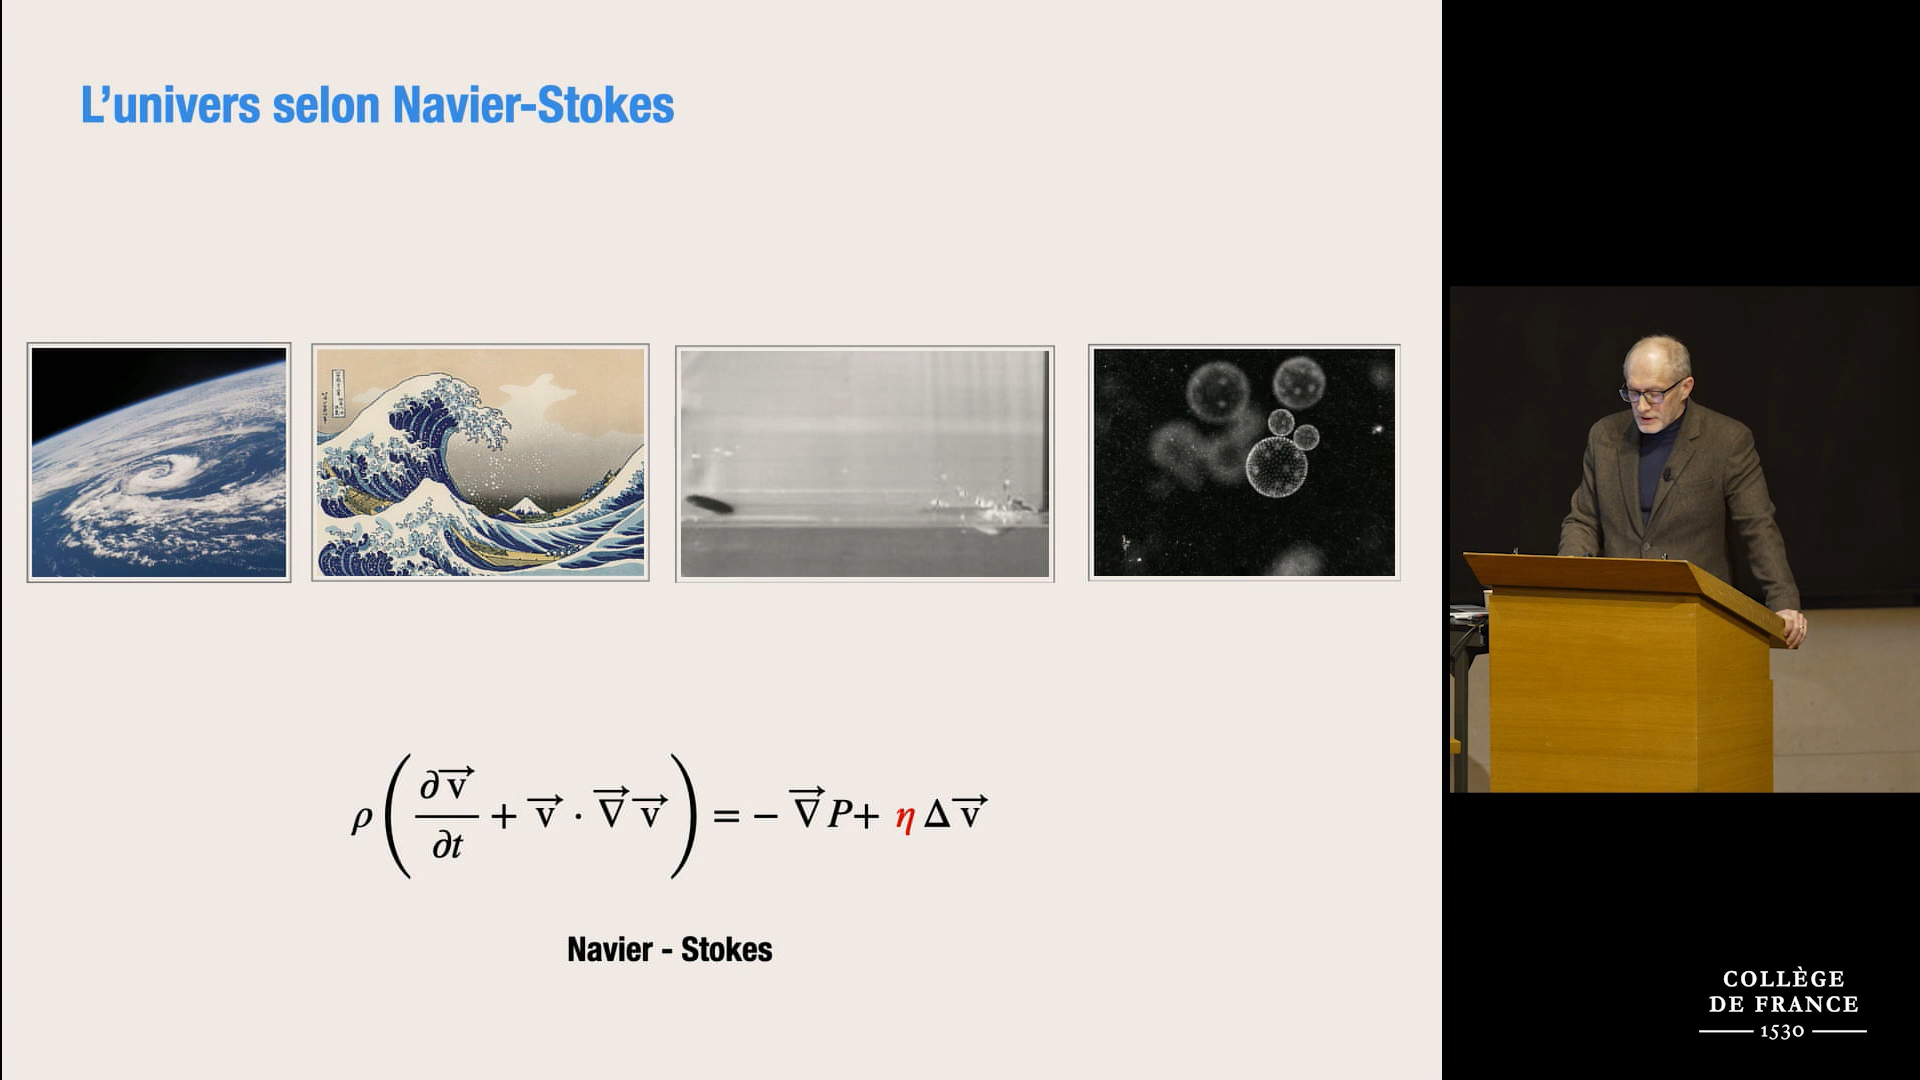 L’univers selon Navier-Stokes
ρ(∂v⃗/∂t + v⃗ · ∇⃗v⃗) = − ∇⃗P+ η Δv⃗
Navier - Stokes
COLLÈGE
DE FRANCE
1530